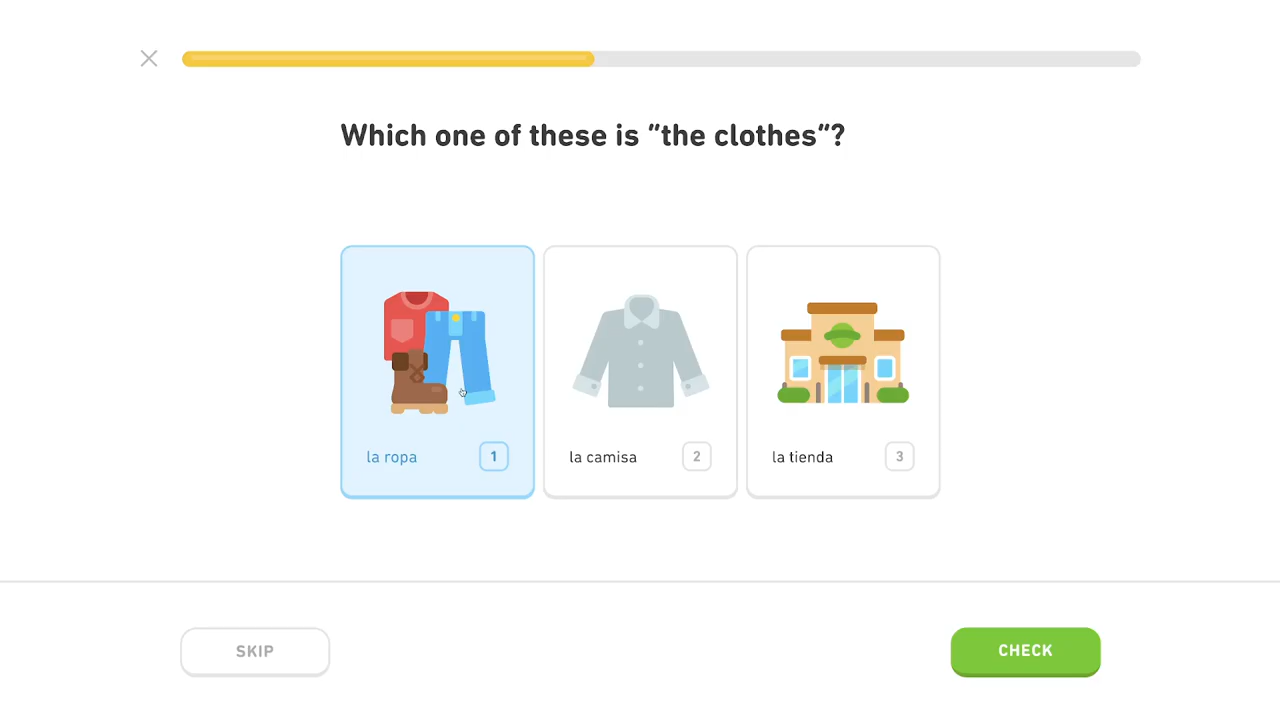 Which one of these is "the clothes"?
la ropa 1
la camisa 2
la tienda 3
SKIP
CHECK